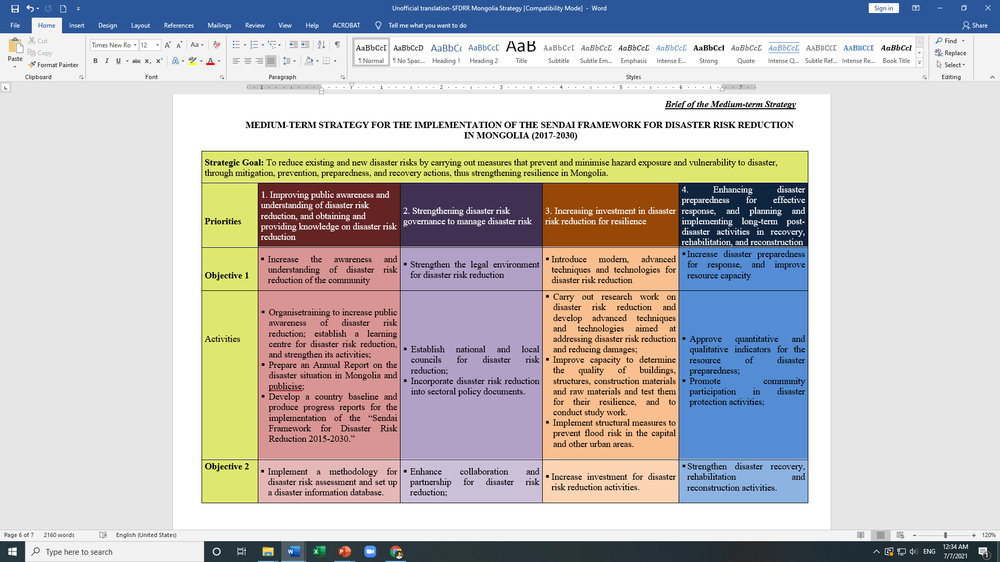 Unofficial translation-SFDRR Mongolia Strategy [Compatibility Mode] - Word
Sign in
File Home Insert Design Layout References Mailings Review View Help ACROBAT Tell me what you want to do Share
Paste
Cut
Copy
Format Painter
Clipboard
Times New Ro 12
Font
Paragraph
AaBbCcI AaBbCcD AaBbCc AaBbCcE AaB AaBbCcI AaBbCcD AaBbCcD AaBbCcD AaBbCcI AaBbCcD AaBbCcD AABBCCE AABBCCE AaBbCcI
¶ Normal ¶ No Spac... Heading 1 Heading 2 Title Subtitle Subtle Em... Emphasis Intense E... Strong Quote Intense Q... Subtle Ref... Intense Re... Book Title
Styles
Find
Replace
Select
Editing
1 1 2 3 4 5 6 7
Brief of the Medium-term Strategy
MEDIUM-TERM STRATEGY FOR THE IMPLEMENTATION OF THE SENDAI FRAMEWORK FOR DISASTER RISK REDUCTION
IN MONGOLIA (2017-2030)
Strategic Goal: To reduce existing and new disaster risks by carrying out measures that prevent and minimise hazard exposure and vulnerability to disaster,
through mitigation, prevention, preparedness, and recovery actions, thus strengthening resilience in Mongolia.
Priorities
1. Improving public awareness and
understanding of disaster risk
reduction, and obtaining and
providing knowledge on disaster risk
reduction
2. Strengthening disaster risk
governance to manage disaster risk
3. Increasing investment in disaster
risk reduction for resilience
4. Enhancing disaster
preparedness for effective
response, and planning and
implementing long-term post-
disaster activities in recovery,
rehabilitation, and reconstruction
Objective 1
▪ Increase the awareness and
understanding of disaster risk
reduction of the community
▪ Strengthen the legal environment
for disaster risk reduction
▪ Introduce modern, advanced
techniques and technologies for
disaster risk reduction
▪ Increase disaster preparedness
for response, and improve
resource capacity
Activities
▪ Organisetraining to increase public
awareness of disaster risk
reduction; establish a learning
centre for disaster risk reduction,
and strengthen its activities;
▪ Prepare an Annual Report on the
disaster situation in Mongolia and
publicise;
▪ Develop a country baseline and
produce progress reports for the
implementation of the “Sendai
Framework for Disaster Risk
Reduction 2015-2030.”
▪ Establish national and local
councils for disaster risk
reduction;
▪ Incorporate disaster risk reduction
into sectoral policy documents.
▪ Carry out research work on
disaster risk reduction and
develop advanced techniques
and technologies aimed at
addressing disaster risk reduction
and reducing damages;
▪ Improve capacity to determine
the quality of buildings,
structures, construction materials
and raw materials and test them
for their resilience, and to
conduct study work.
▪ Implement structural measures to
prevent flood risk in the capital
and other urban areas.
▪ Approve quantitative and
qualitative indicators for the
resource of disaster
preparedness;
▪ Promote community
participation in disaster
protection activities;
Objective 2
▪ Implement a methodology for
disaster risk assessment and set up
a disaster information database.
▪ Enhance collaboration and
partnership for disaster risk
reduction;
▪ Increase investment for disaster
risk reduction activities.
▪ Strengthen disaster recovery,
rehabilitation and
reconstruction activities.
Page 6 of 7 2160 words English (United States) 120%
Type here to search
ENG
12:34 AM
7/7/2021
1